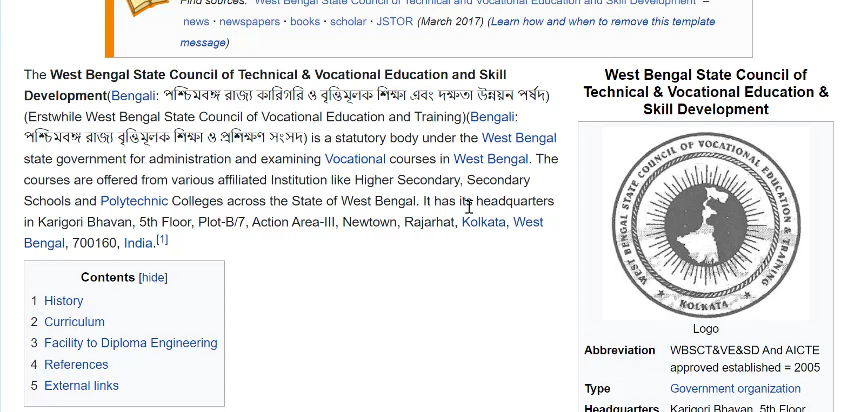 Find sources: "West Bengal State Council of Technical and Vocational Education and Skill Development" –
news · newspapers · books · scholar · JSTOR (March 2017) (Learn how and when to remove this template
message)
The West Bengal State Council of Technical & Vocational Education and Skill
Development(Bengali: পশ্চিমবঙ্গ রাজ্য কারিগরি ও বৃত্তিমূলক শিক্ষা এবং দক্ষতা উন্নয়ন পর্ষদ)
(Erstwhile West Bengal State Council of Vocational Education and Training)(Bengali:
পশ্চিমবঙ্গ রাজ্য বৃত্তিমূলক শিক্ষা ও প্রশিক্ষণ সংসদ) is a statutory body under the West Bengal
state government for administration and examining Vocational courses in West Bengal. The
courses are offered from various affiliated Institution like Higher Secondary, Secondary
Schools and Polytechnic Colleges across the State of West Bengal. It has its headquarters
in Karigori Bhavan, 5th Floor, Plot-B/7, Action Area-III, Newtown, Rajarhat, Kolkata, West
Bengal, 700160, India.[1]
Contents [hide]
1 History
2 Curriculum
3 Facility to Diploma Engineering
4 References
5 External links
West Bengal State Council of
Technical & Vocational Education &
Skill Development
WEST BENGAL STATE COUNCIL OF VOCATIONAL EDUCATION & TRAINING
KOLKATA
Logo
Abbreviation WBSCT&VE&SD And AICTE
approved established = 2005
Type Government organization
Headquarters Karigori Bhavan, 5th Floor